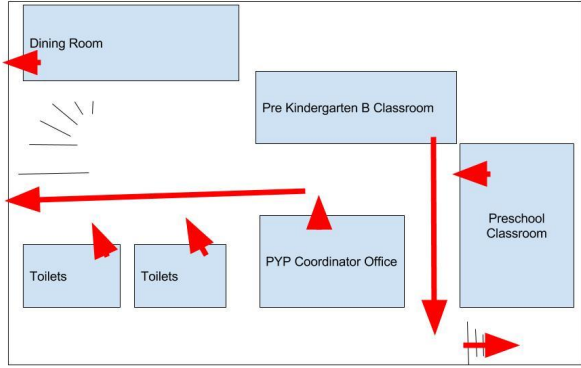 Dining Room
Pre Kindergarten B Classroom
Preschool
Classroom
Toilets
Toilets
PYP Coordinator Office